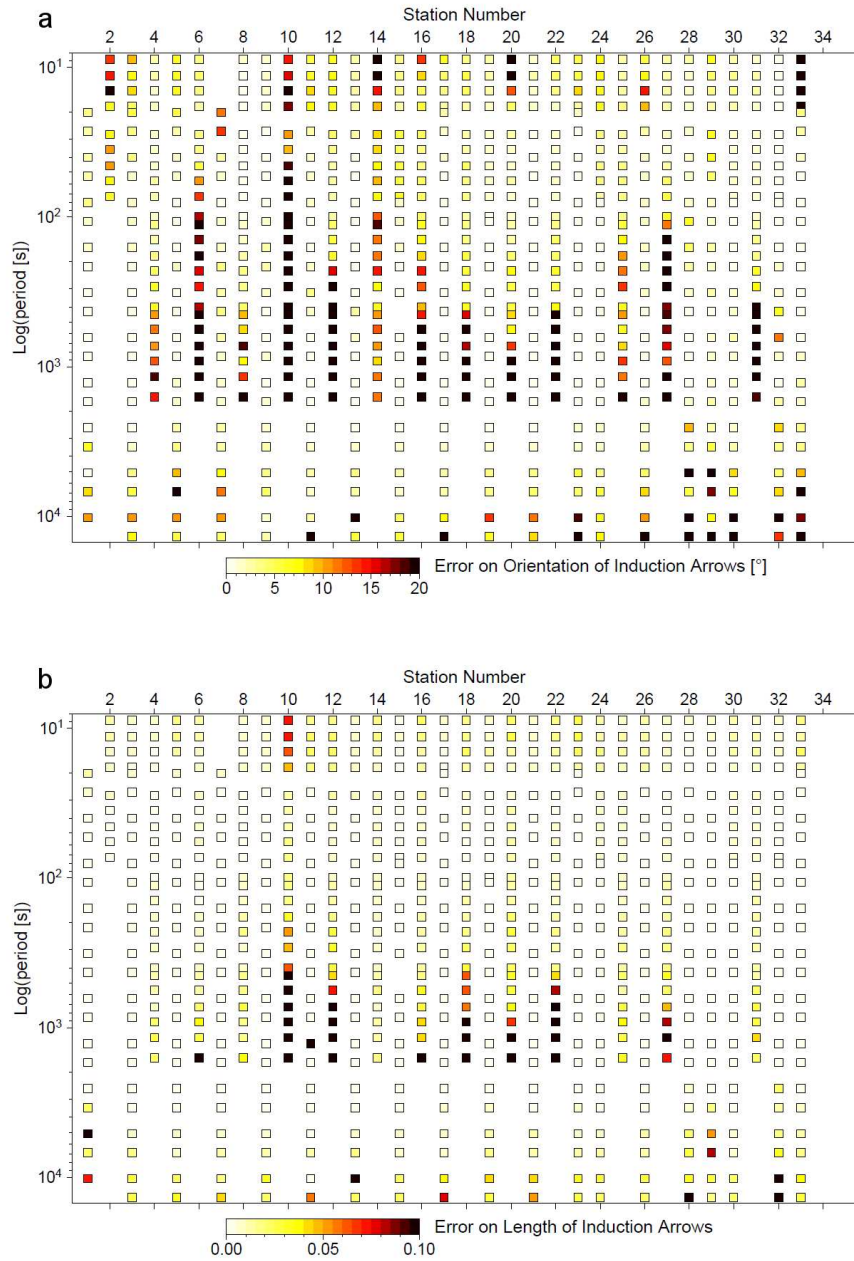 a
Station Number
2 4 6 8 10 12 14 16 18 20 22 24 26 28 30 32 34
10¹
10²
Log(period [s])
10³
10⁴
0 5 10 15 20 Error on Orientation of Induction Arrows [°]
b
Station Number
2 4 6 8 10 12 14 16 18 20 22 24 26 28 30 32 34
10¹
10²
Log(period [s])
10³
10⁴
0.00 0.05 0.10 Error on Length of Induction Arrows